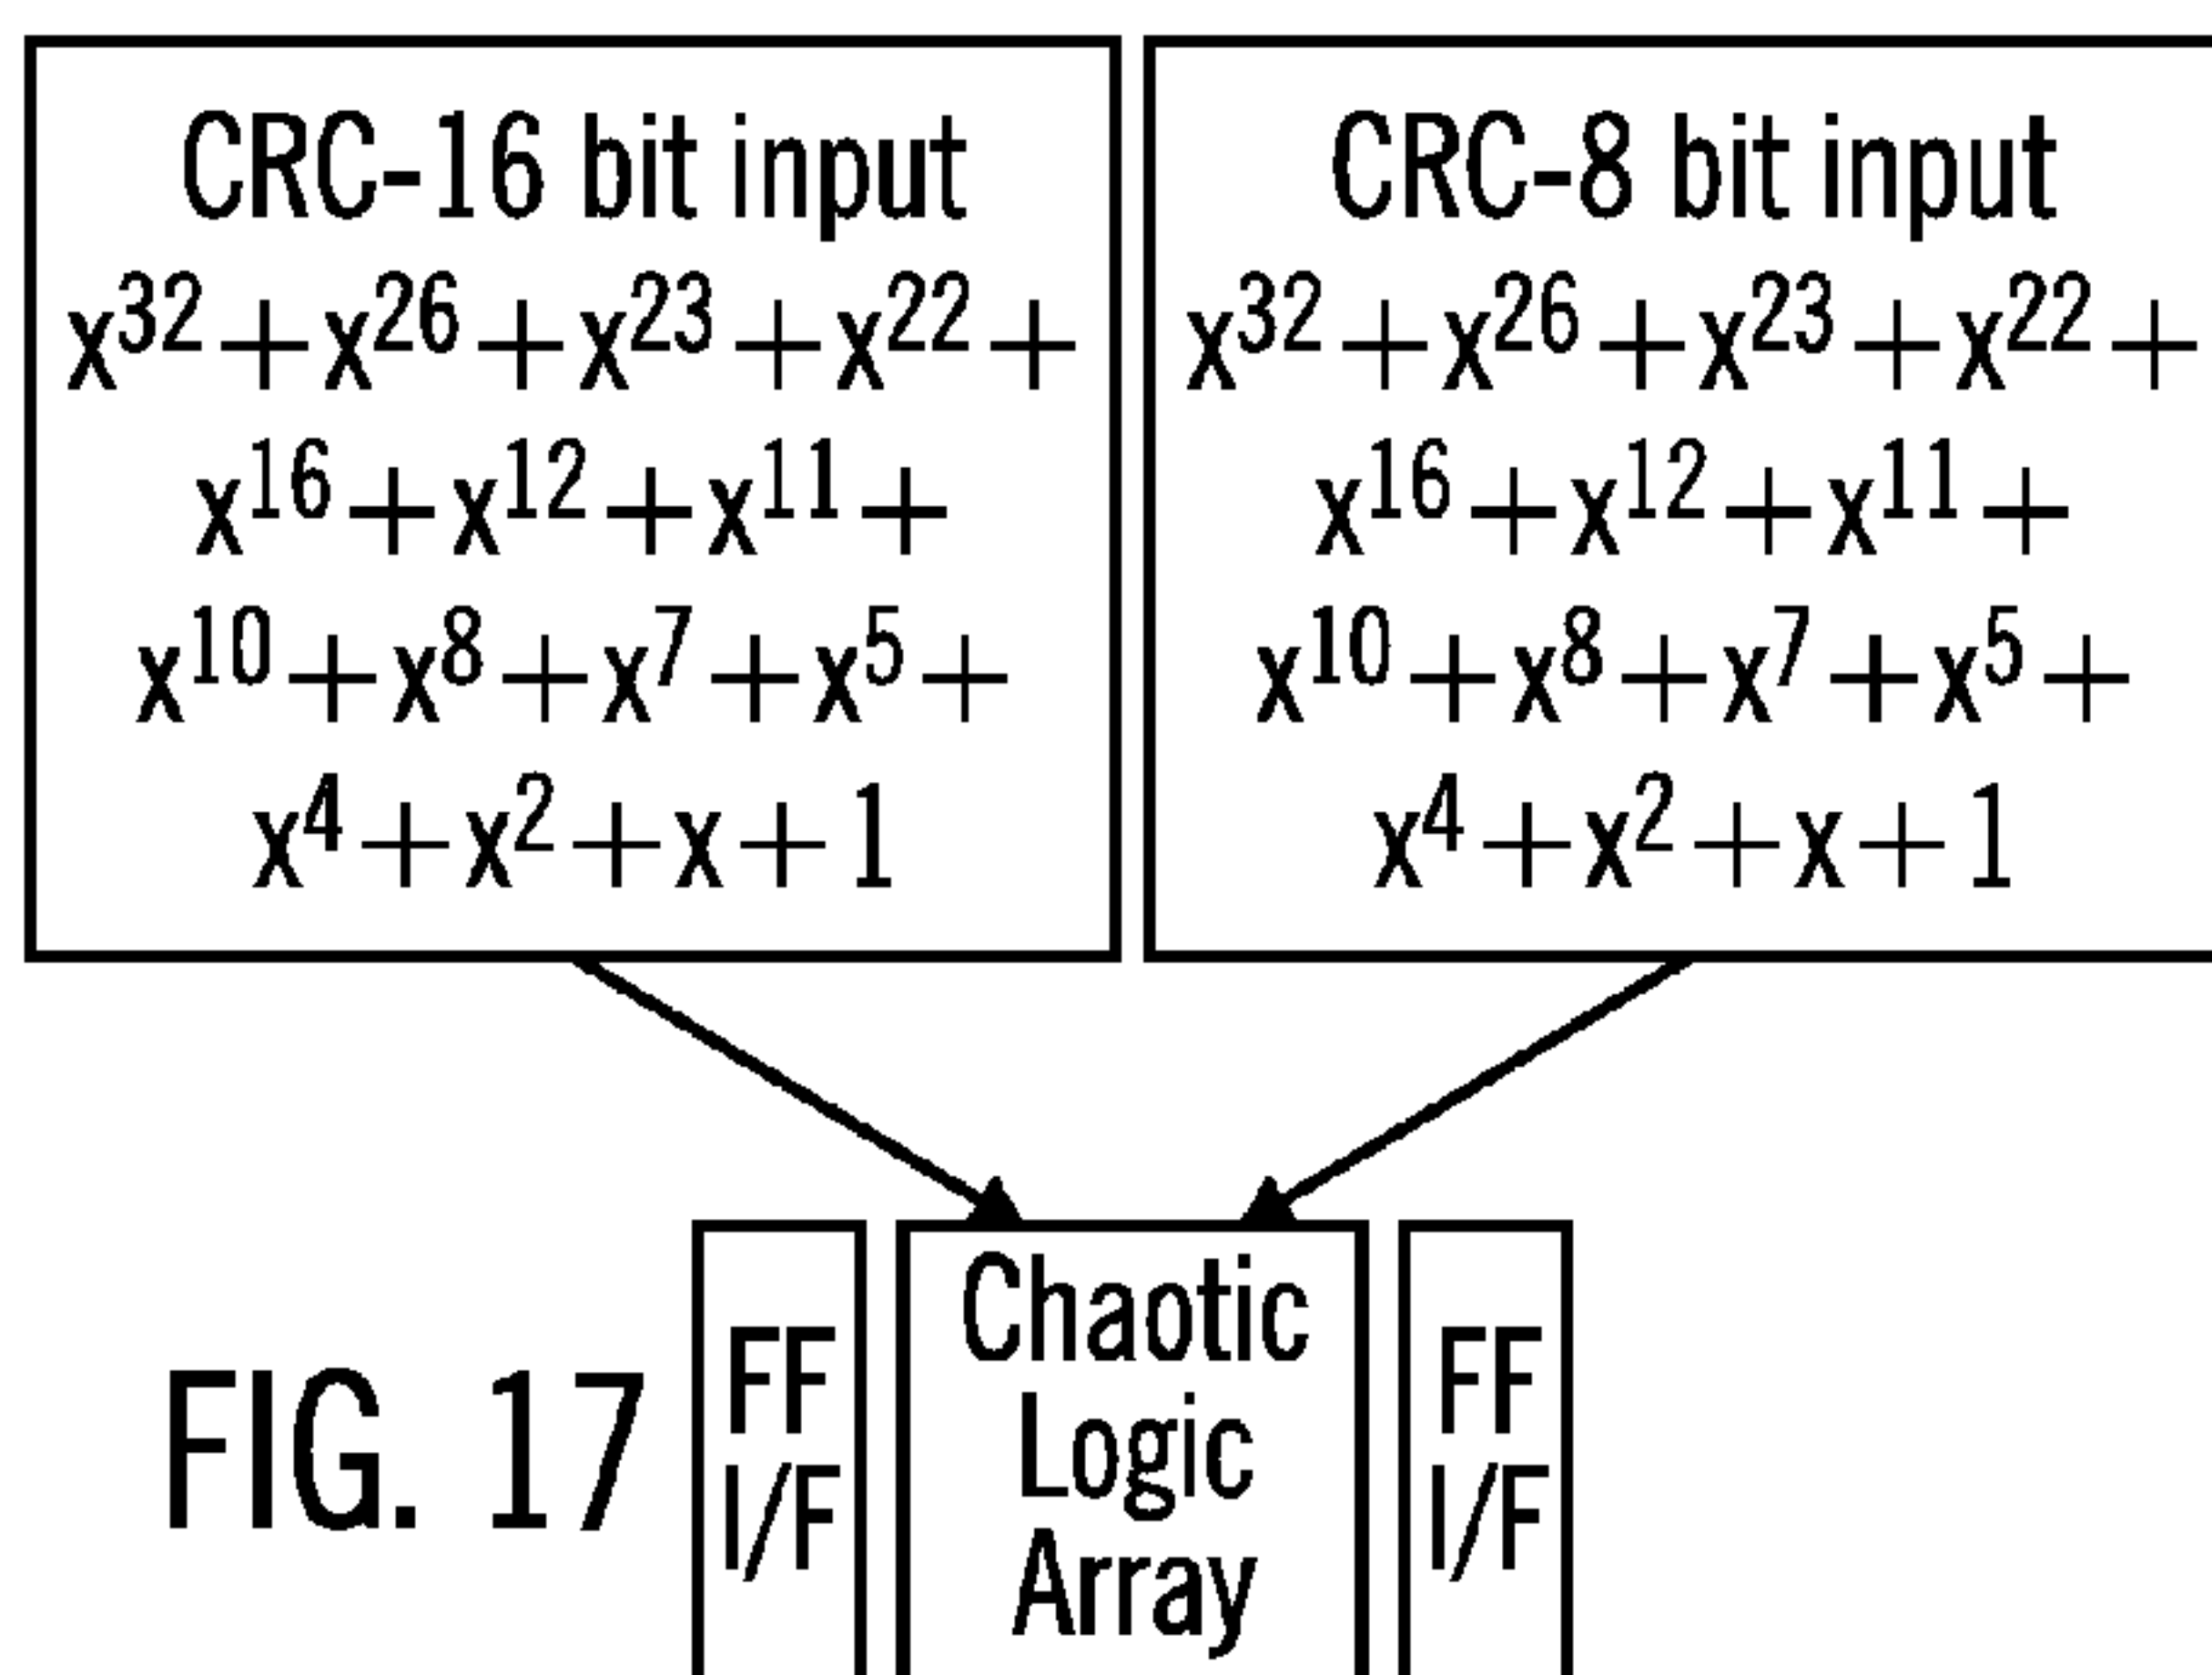 CRC-16 bit input
x³²+x²⁶+x²³+x²²+
x¹⁶+x¹²+x¹¹+
x¹⁰+x⁸+x⁷+x⁵+
x⁴+x²+x+1
CRC-8 bit input
x³²+x²⁶+x²³+x²²+
x¹⁶+x¹²+x¹¹+
x¹⁰+x⁸+x⁷+x⁵+
x⁴+x²+x+1
FIG. 17
FF
I/F
Chaotic
Logic
Array
FF
I/F